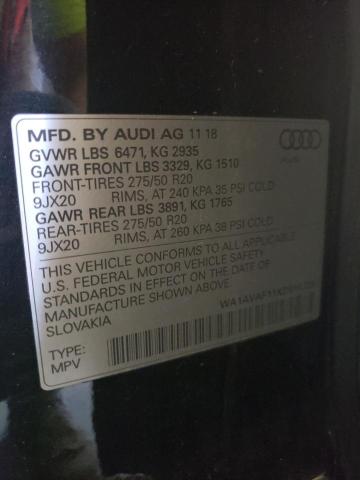 MFD. BY AUDI AG 11 18
GVWR LBS 6471, KG 2935
GAWR FRONT LBS 3329, KG 1510
FRONT-TIRES 275/50 R20
9JX20 RIMS, AT 240 KPA 35 PSI COLD
GAWR REAR LBS 3891, KG 1765
REAR-TIRES 275/50 R20
9JX20 RIMS, AT 260 KPA 38 PSI COLD
THIS VEHICLE CONFORMS TO ALL APPLICABLE
U.S. FEDERAL MOTOR VEHICLE SAFETY
STANDARDS IN EFFECT ON THE DATE OF
MANUFACTURE SHOWN ABOVE.
SLOVAKIA
TYPE:
MPV
Audi